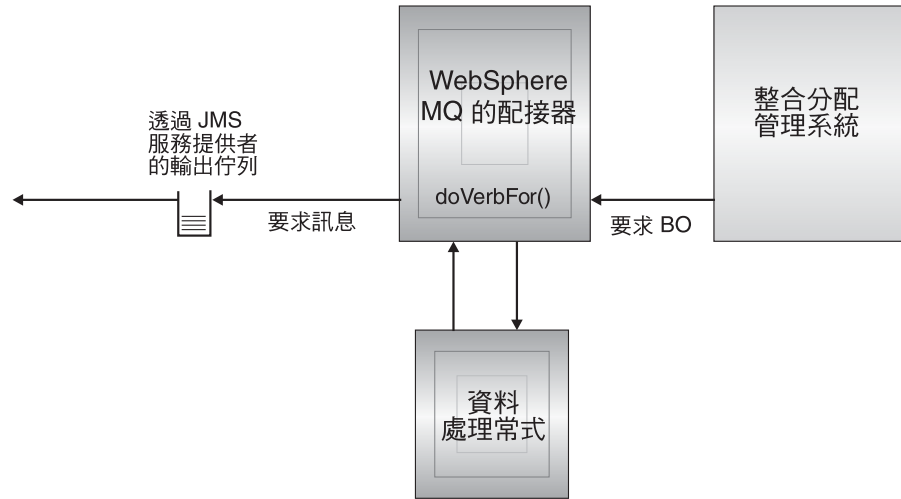 WebSphere
MQ 的配接器
doVerbFor()
整合分配
管理系統
透過 JMS
服務提供者
的輸出佇列
要求訊息
要求 BO
資料
處理常式